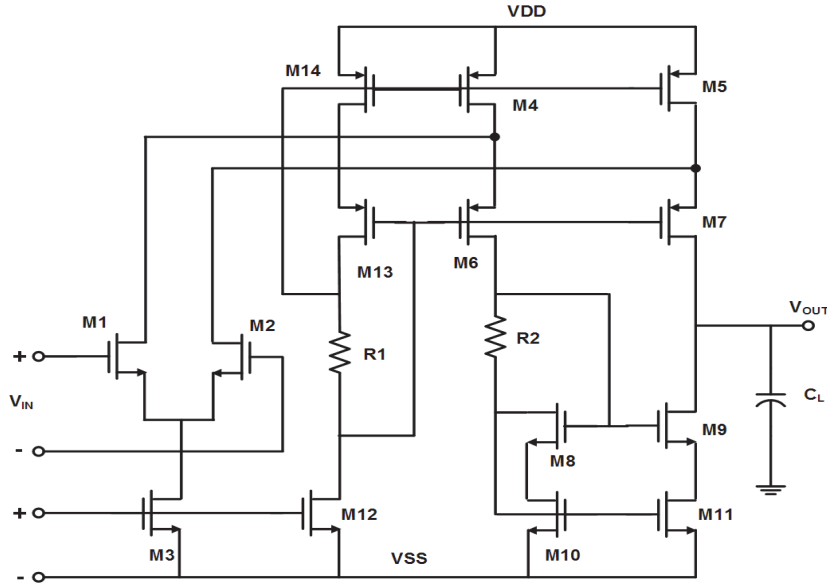 VDD
M14
M4
M5
M13
M6
M7
M1
M2
R1
R2
VOUT
+
VIN
-
M8
M9
CL
+
M3
M12
M10
M11
-
VSS